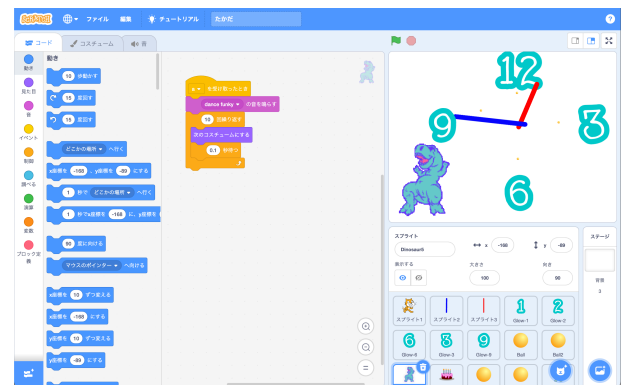 SCRATCH
ファイル
編集
チュートリアル
たかだ
コード
コスチューム
音
動き
見た目
音
イベント
制御
調べる
演算
変数
ブロック定義
動き
10 歩動かす
15 度回す
15 度回す
どこかの場所 へ行く
x座標を -168 、y座標を -89 にする
1 秒で どこかの場所 へ行く
1 秒でx座標を -168 に、y座標を
90 度に向ける
マウスのポインター へ向ける
x座標を 10 ずつ変える
x座標を -168 にする
y座標を 10 ずつ変える
y座標を -89 にする
を受け取ったとき
dance funky の音を鳴らす
10 回繰り返す
次のコスチュームにする
0.1 秒待つ
12
9
3
6
スプライト
Dinosaur5
x -168
y -89
表示する
大きさ
向き
100
90
スプライト1
スプライト2
スプライト3
Glow-1
Glow-2
Glow-6
Glow-3
Glow-9
Ball
Ball2
1
2
6
3
9
ステージ
背景
3